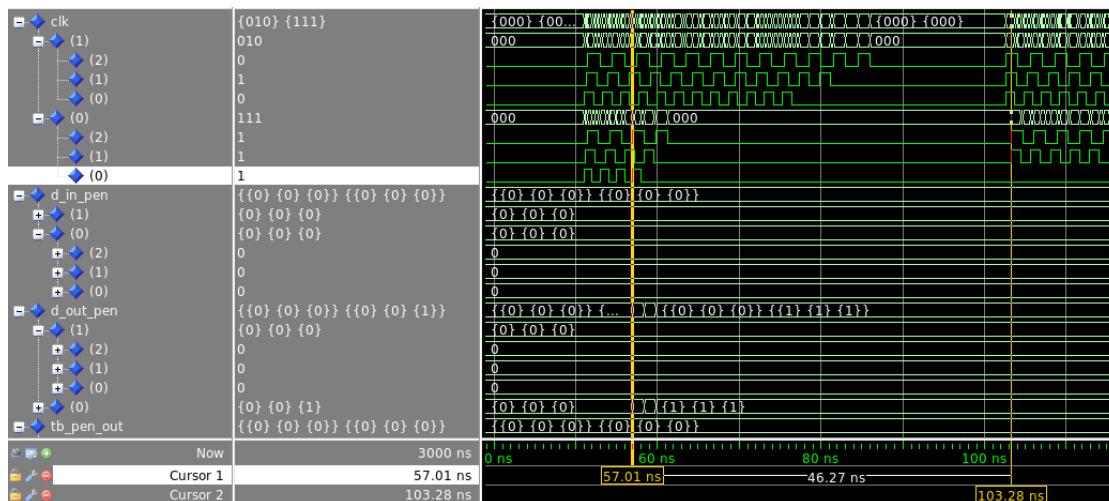 clk {010} {111} {000} {00... {000} {000}
(1) 010 000 000
(2) 0
(1) 1
(0) 0
(0) 111 000 000
(2) 1
(1) 1
(0) 1
d_in_pen {{0} {0} {0}} {{0} {0} {0}} {{0} {0} {0}} {{0} {0} {0}}
(1) {0} {0} {0} {0} {0} {0}
(0) {0} {0} {0} {0} {0} {0}
(2) 0 0
(1) 0 0
(0) 0 0
d_out_pen {{0} {0} {0}} {{0} {0} {1}} {{0} {0} {0}} {... {{0} {0} {0}} {{1} {1} {1}}
(1) {0} {0} {0} {0} {0} {0}
(2) 0 0
(1) 0 0
(0) 0 0
(0) {0} {0} {1} {0} {0} {0} {1} {1} {1}
tb_pen_out {{0} {0} {0}} {{0} {0} {0}} {{0} {0} {0}} {{0} {0} {0}}
Now 3000 ns 0 ns 60 ns 80 ns 100 ns
Cursor 1 57.01 ns 57.01 ns 46.27 ns
Cursor 2 103.28 ns 103.28 ns